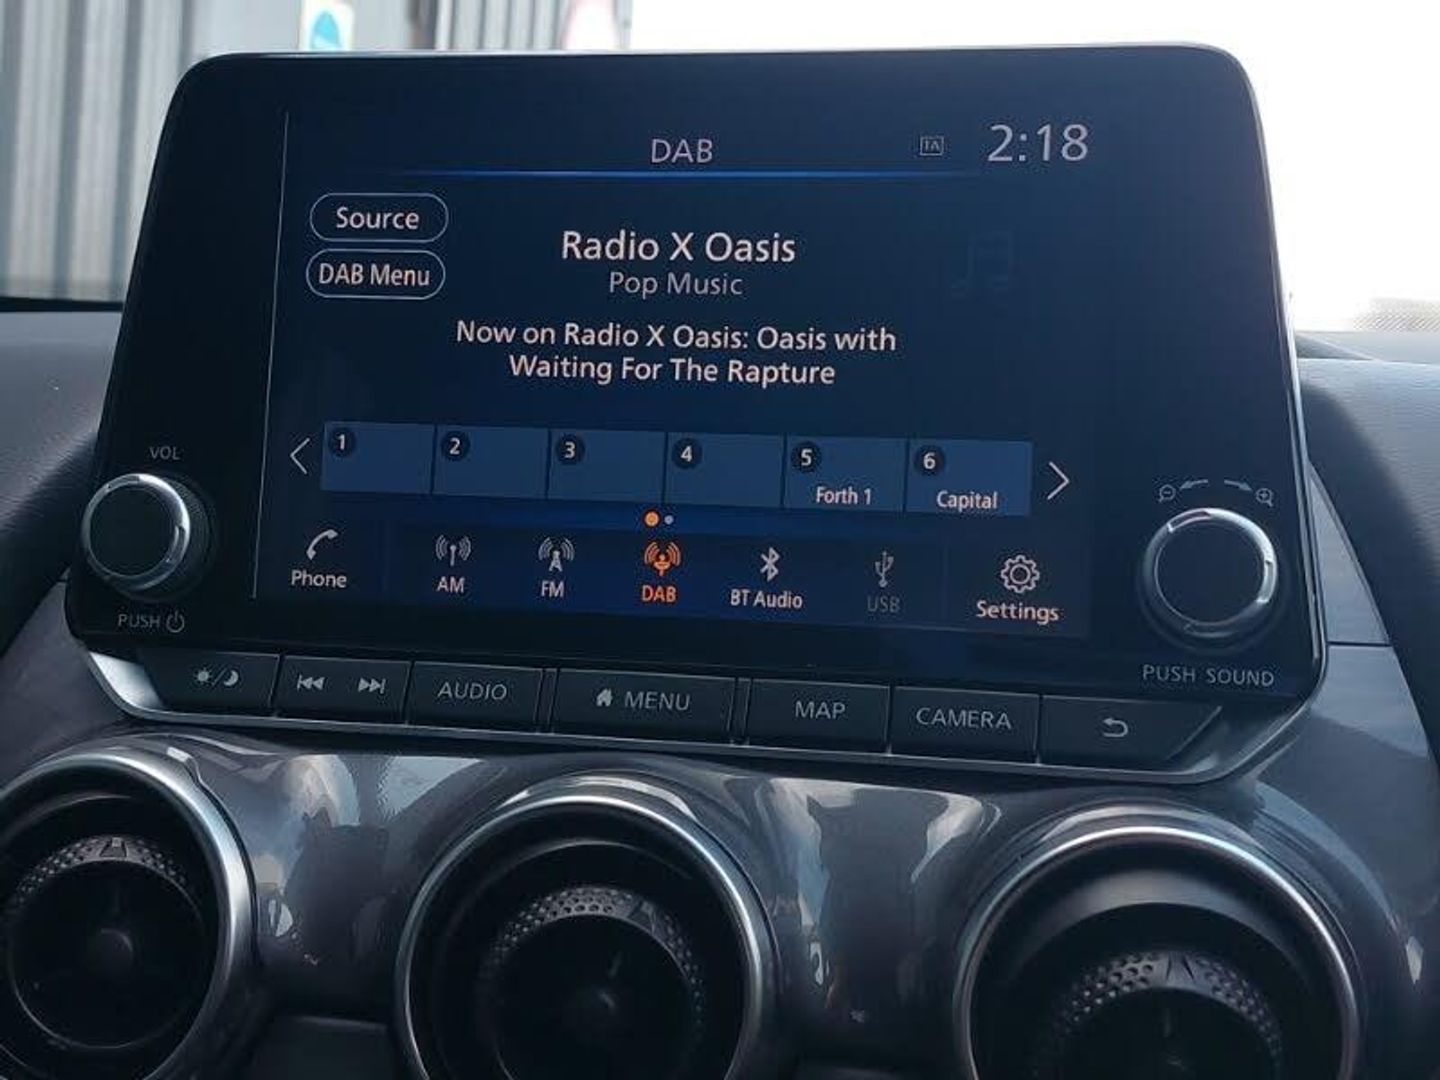 DAB
TA
2:18
Source
Radio X Oasis
DAB Menu
Pop Music
Now on Radio X Oasis: Oasis with
Waiting For The Rapture
VOL
1
2
3
4
5
6
Forth 1
Capital
Phone
AM
FM
DAB
BT Audio
USB
Settings
PUSH
PUSH SOUND
AUDIO
MENU
MAP
CAMERA